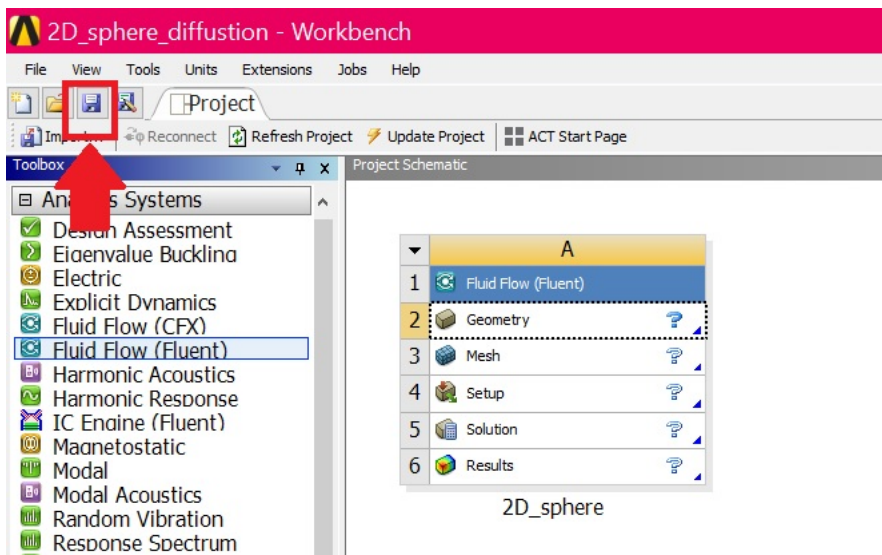 2D_sphere_diffustion - Workbench
File View Tools Units Extensions Jobs Help
Project
Reconnect Refresh Project Update Project ACT Start Page
Toolbox
Project Schematic
Systems
Design Assessment
Eigenvalue Buckling
Electric
Explicit Dynamics
Fluid Flow (CFX)
Fluid Flow (Fluent)
Harmonic Acoustics
Harmonic Response
IC Engine (Fluent)
Magnetostatic
Modal
Modal Acoustics
Random Vibration
Response Spectrum
A
1 Fluid Flow (Fluent)
2 Geometry ?
3 Mesh ?
4 Setup ?
5 Solution ?
6 Results ?
2D_sphere